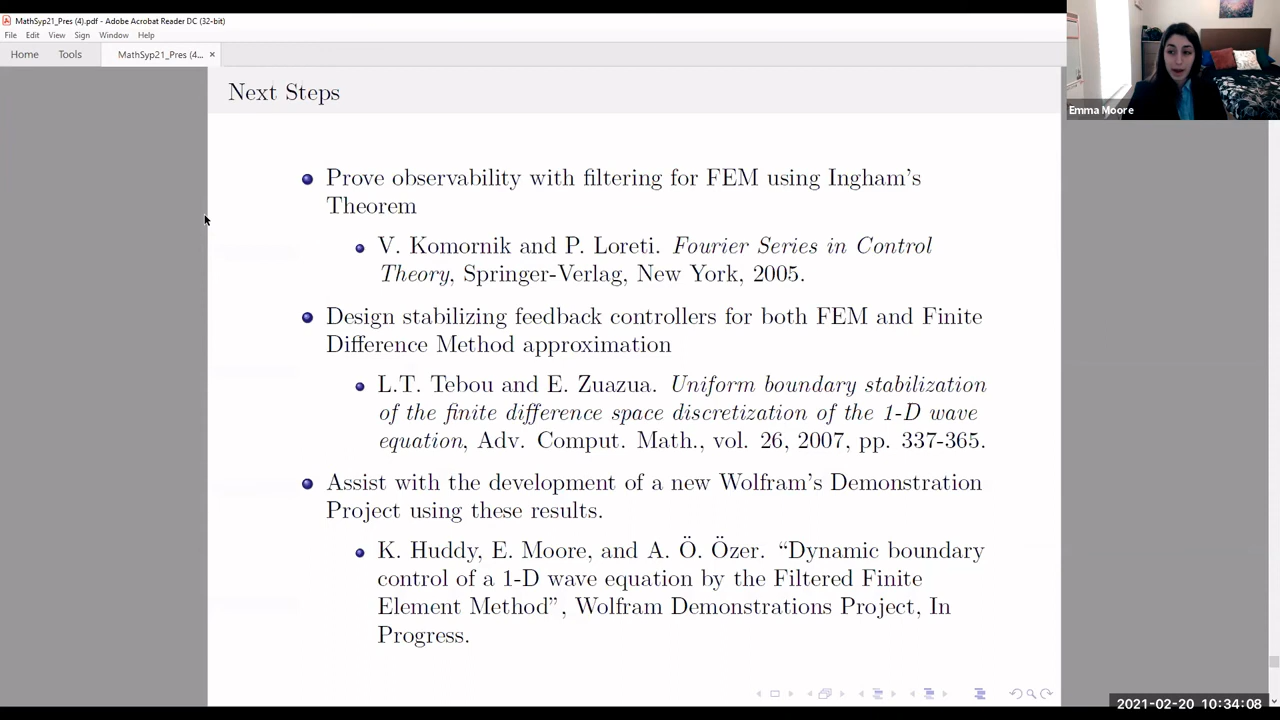 MathSyp21_Pres (4).pdf - Adobe Acrobat Reader DC (32-bit)
File Edit View Sign Window Help
Home Tools MathSyp21_Pres (4... ×
Next Steps
Prove observability with filtering for FEM using Ingham's
Theorem
V. Komornik and P. Loreti. Fourier Series in Control
Theory, Springer-Verlag, New York, 2005.
Design stabilizing feedback controllers for both FEM and Finite
Difference Method approximation
L.T. Tebou and E. Zuazua. Uniform boundary stabilization
of the finite difference space discretization of the 1-D wave
equation, Adv. Comput. Math., vol. 26, 2007, pp. 337-365.
Assist with the development of a new Wolfram's Demonstration
Project using these results.
K. Huddy, E. Moore, and A. Ö. Özer. “Dynamic boundary
control of a 1-D wave equation by the Filtered Finite
Element Method”, Wolfram Demonstrations Project, In
Progress.
Emma Moore
2021-02-20 10:34:08